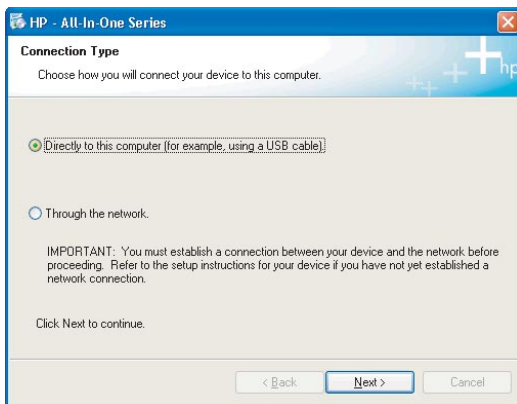 HP - All-In-One Series
Connection Type
Choose how you will connect your device to this computer.
hp
Directly to this computer (for example, using a USB cable).
Through the network.
IMPORTANT: You must establish a connection between your device and the network before
proceeding. Refer to the setup instructions for your device if you have not yet established a
network connection.
Click Next to continue.
< Back
Next >
Cancel